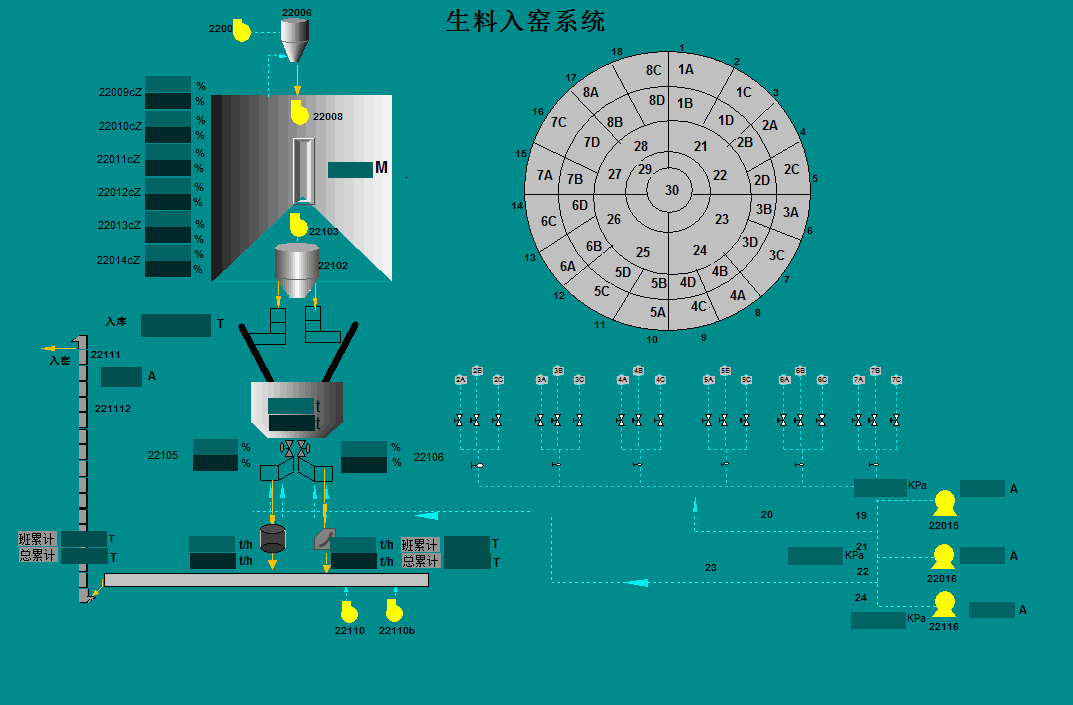 生料入窑系统
22006
2200
22008
22009cZ % %
22010cZ % %
22011cZ % %
22012cZ % %
22013cZ % %
22014cZ % %
M
22103
22102
入库 T
入窑
22111
A
221112
t
t
22105 % %
% % 22106
班累计 T
总累计 T
t/h
t/h
t/h
t/h
班累计 T
总累计 T
22110 22110b
1 2 3 4 5 6 7 8 9 10 11 12 13 14 15 16 17 18
8C 1A 1C 2A 2C 3A 3C 4A 4C 5A 5C 6A 6C 7A 7C 8A
8D 1B 1D 2B 2D 3B 3D 4B 4D 5B 5D 6B 6D 7B 7D 8B
21 22 23 24 25 26 27 28 29 30
2A 2B 2C 3A 3B 3C 4A 4B 4C 5A 5B 5C 6A 6B 6C 7A 7B 7C
KPa
A
19
22015
20
21
KPa
A
22016
22
23
24
KPa
A
22116